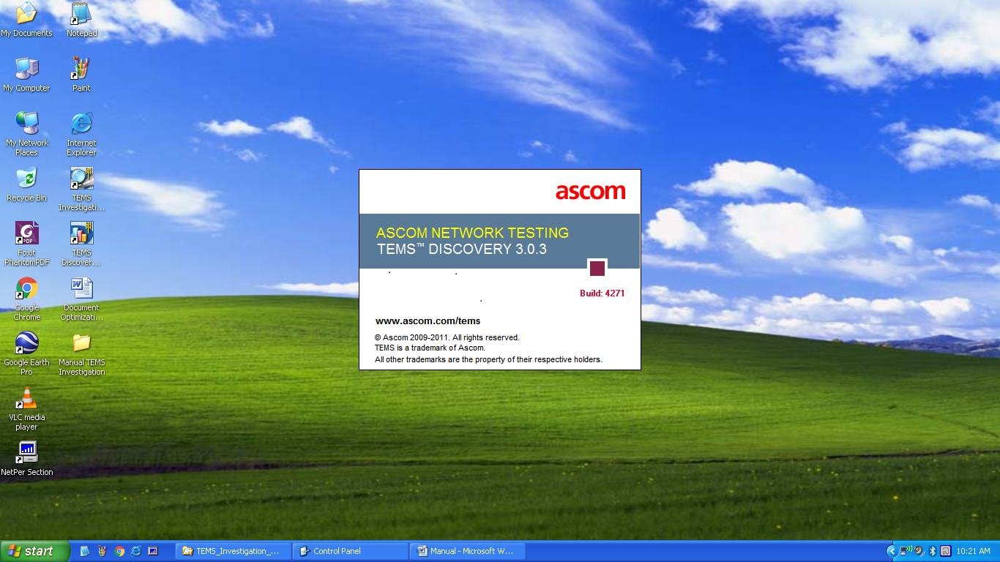 My Documents
Notepad
My Computer
Paint
My Network
Places
Internet
Explorer
Recycle Bin
TEMS
Investigati...
PDF
Foxit
PhantomPDF
TEMS
Discover...
Google
Chrome
Document
Optimizati...
Google Earth
Pro
Manual TEMS
Investigation
VLC media
player
NetPer Section
ascom
ASCOM NETWORK TESTING
TEMS™ DISCOVERY 3.0.3
Build: 4271
www.ascom.com/tems
© Ascom 2009-2011. All rights reserved.
TEMS is a trademark of Ascom.
All other trademarks are the property of their respective holders.
start
TEMS_Investigation_...
Control Panel
Manual - Microsoft W...
10:21 AM